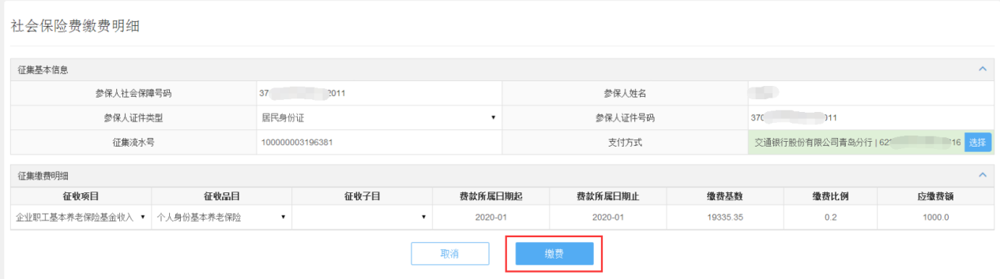 社会保险费缴费明细
征集基本信息
参保人社会保障号码 37 2011 参保人姓名
参保人证件类型 居民身份证 参保人证件号码 370 011
征集流水号 100000003196381 支付方式 交通银行股份有限公司青岛分行 | 62 16 选择
征集缴费明细
征收项目 征收品目 征收子目 费款所属日期起 费款所属日期止 缴费基数 缴费比例 应缴费额
企业职工基本养老保险基金收入 个人身份基本养老保险 2020-01 2020-01 19335.35 0.2 1000.0
取消 缴费